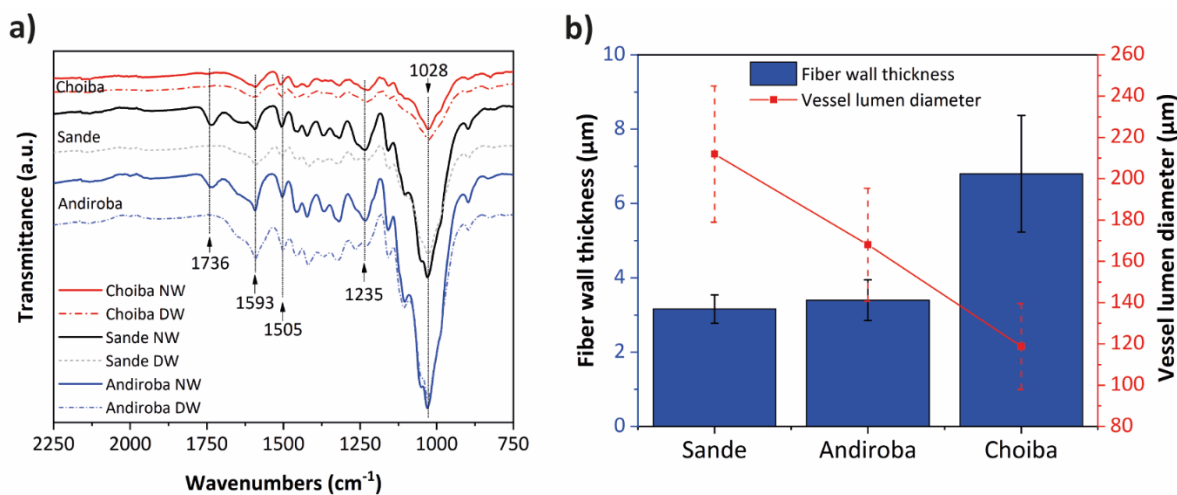 a)
Transmittance (a.u.)
Choiba
Sande
Andiroba
1028
1736
1593
1505
1235
Choiba NW
Choiba DW
Sande NW
Sande DW
Andiroba NW
Andiroba DW
2250 2000 1750 1500 1250 1000 750
Wavenumbers (cm⁻¹)
b)
Fiber wall thickness (µm)
10
8
6
4
2
0
Fiber wall thickness
Vessel lumen diameter
260
240
220
200
180
160
140
120
100
80
Vessel lumen diameter (µm)
Sande Andiroba Choiba